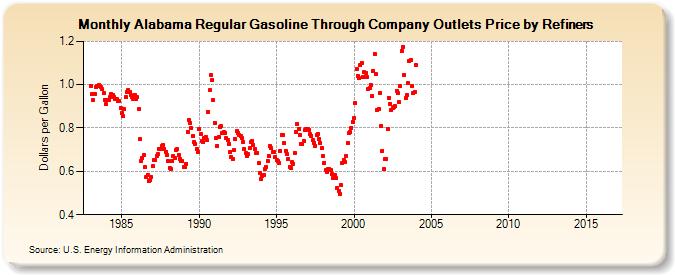 Monthly Alabama Regular Gasoline Through Company Outlets Price by Refiners
Dollars per Gallon
1.2
1.0
0.8
0.6
0.4
1985 1990 1995 2000 2005 2010 2015
Source: U.S. Energy Information Administration